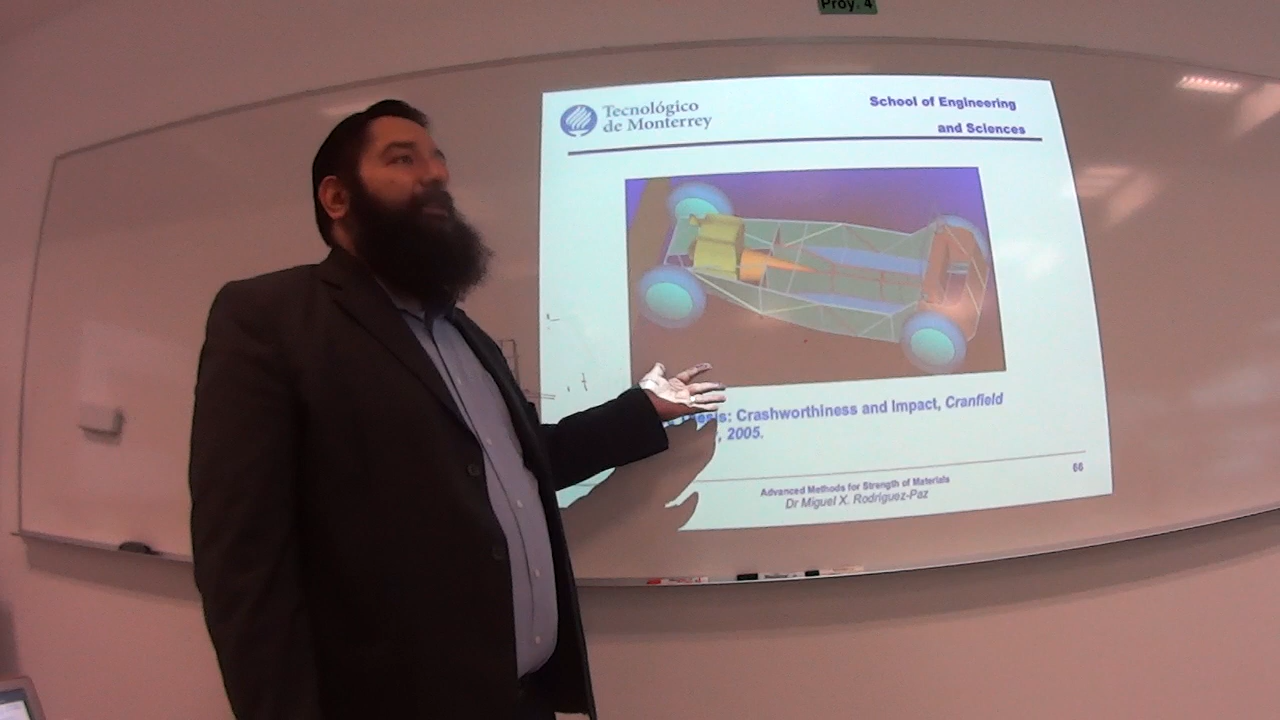 Proy. 4
Tecnológico
de Monterrey
School of Engineering
and Sciences
: Crashworthiness and Impact, Cranfield
, 2005.
66
Advanced Methods for Strength of Materials
Dr Miguel X. Rodríguez-Paz